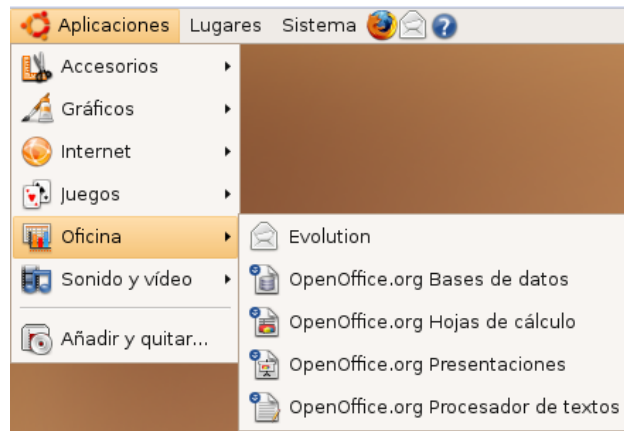 Aplicaciones Lugares Sistema
Accesorios
Gráficos
Internet
Juegos
Oficina
Sonido y vídeo
Añadir y quitar...
Evolution
OpenOffice.org Bases de datos
OpenOffice.org Hojas de cálculo
OpenOffice.org Presentaciones
OpenOffice.org Procesador de textos